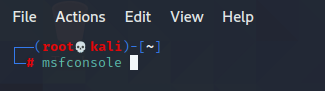 File Actions Edit View Help
┌──(root💀kali)-[~]
└─# msfconsole